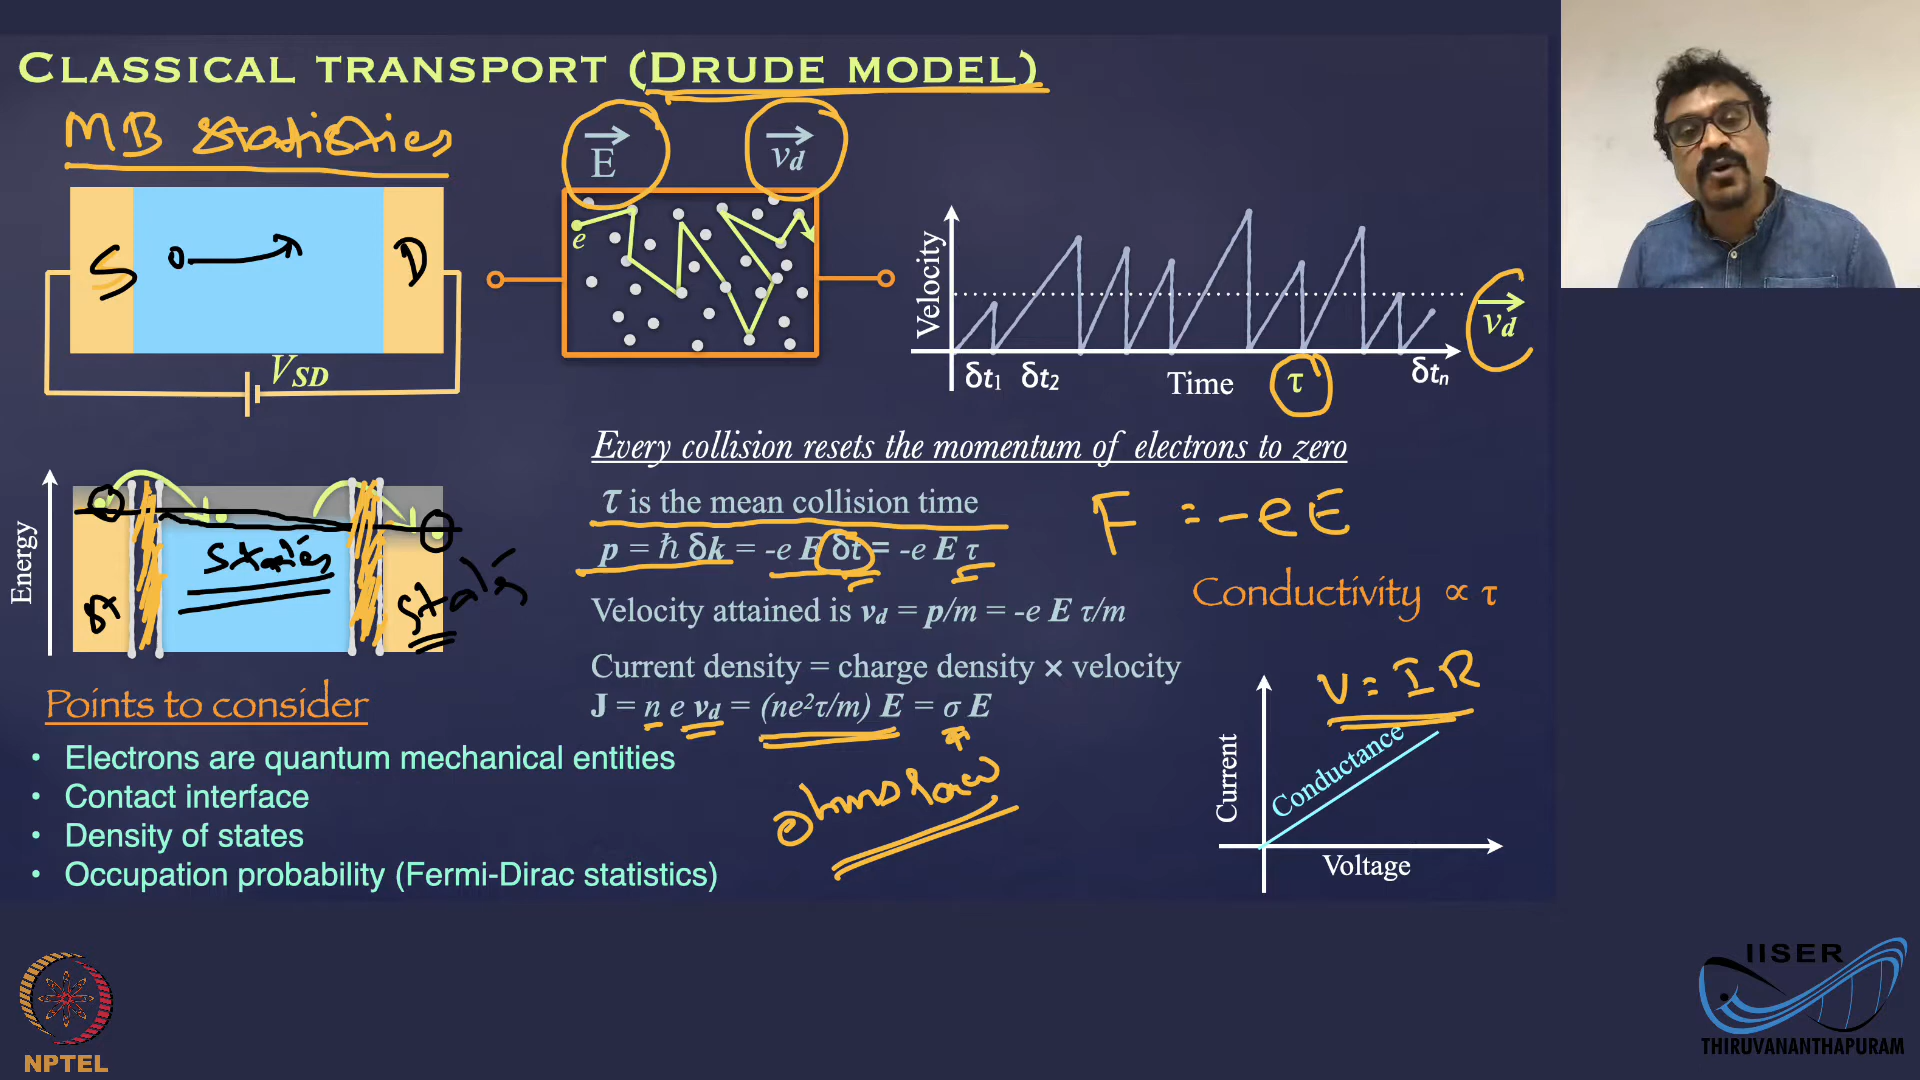 CLASSICAL TRANSPORT (DRUDE MODEL)
MB Statistics
E
vd
S
D
VSD
e
Velocity
vd
δt1 δt2 Time τ δtn
Every collision resets the momentum of electrons to zero
τ is the mean collision time
p = ħ δk = -e E δt = -e E τ
F = -eE
Conductivity ∝ τ
Velocity attained is vd = p/m = -e E τ/m
Current density = charge density × velocity
J = n e vd = (ne²τ/m) E = σ E
ohms law
V = IR
Conductance
Current
Voltage
Energy
States
States
Points to consider
• Electrons are quantum mechanical entities
• Contact interface
• Density of states
• Occupation probability (Fermi-Dirac statistics)
NPTEL
IISER
THIRUVANANTHAPURAM